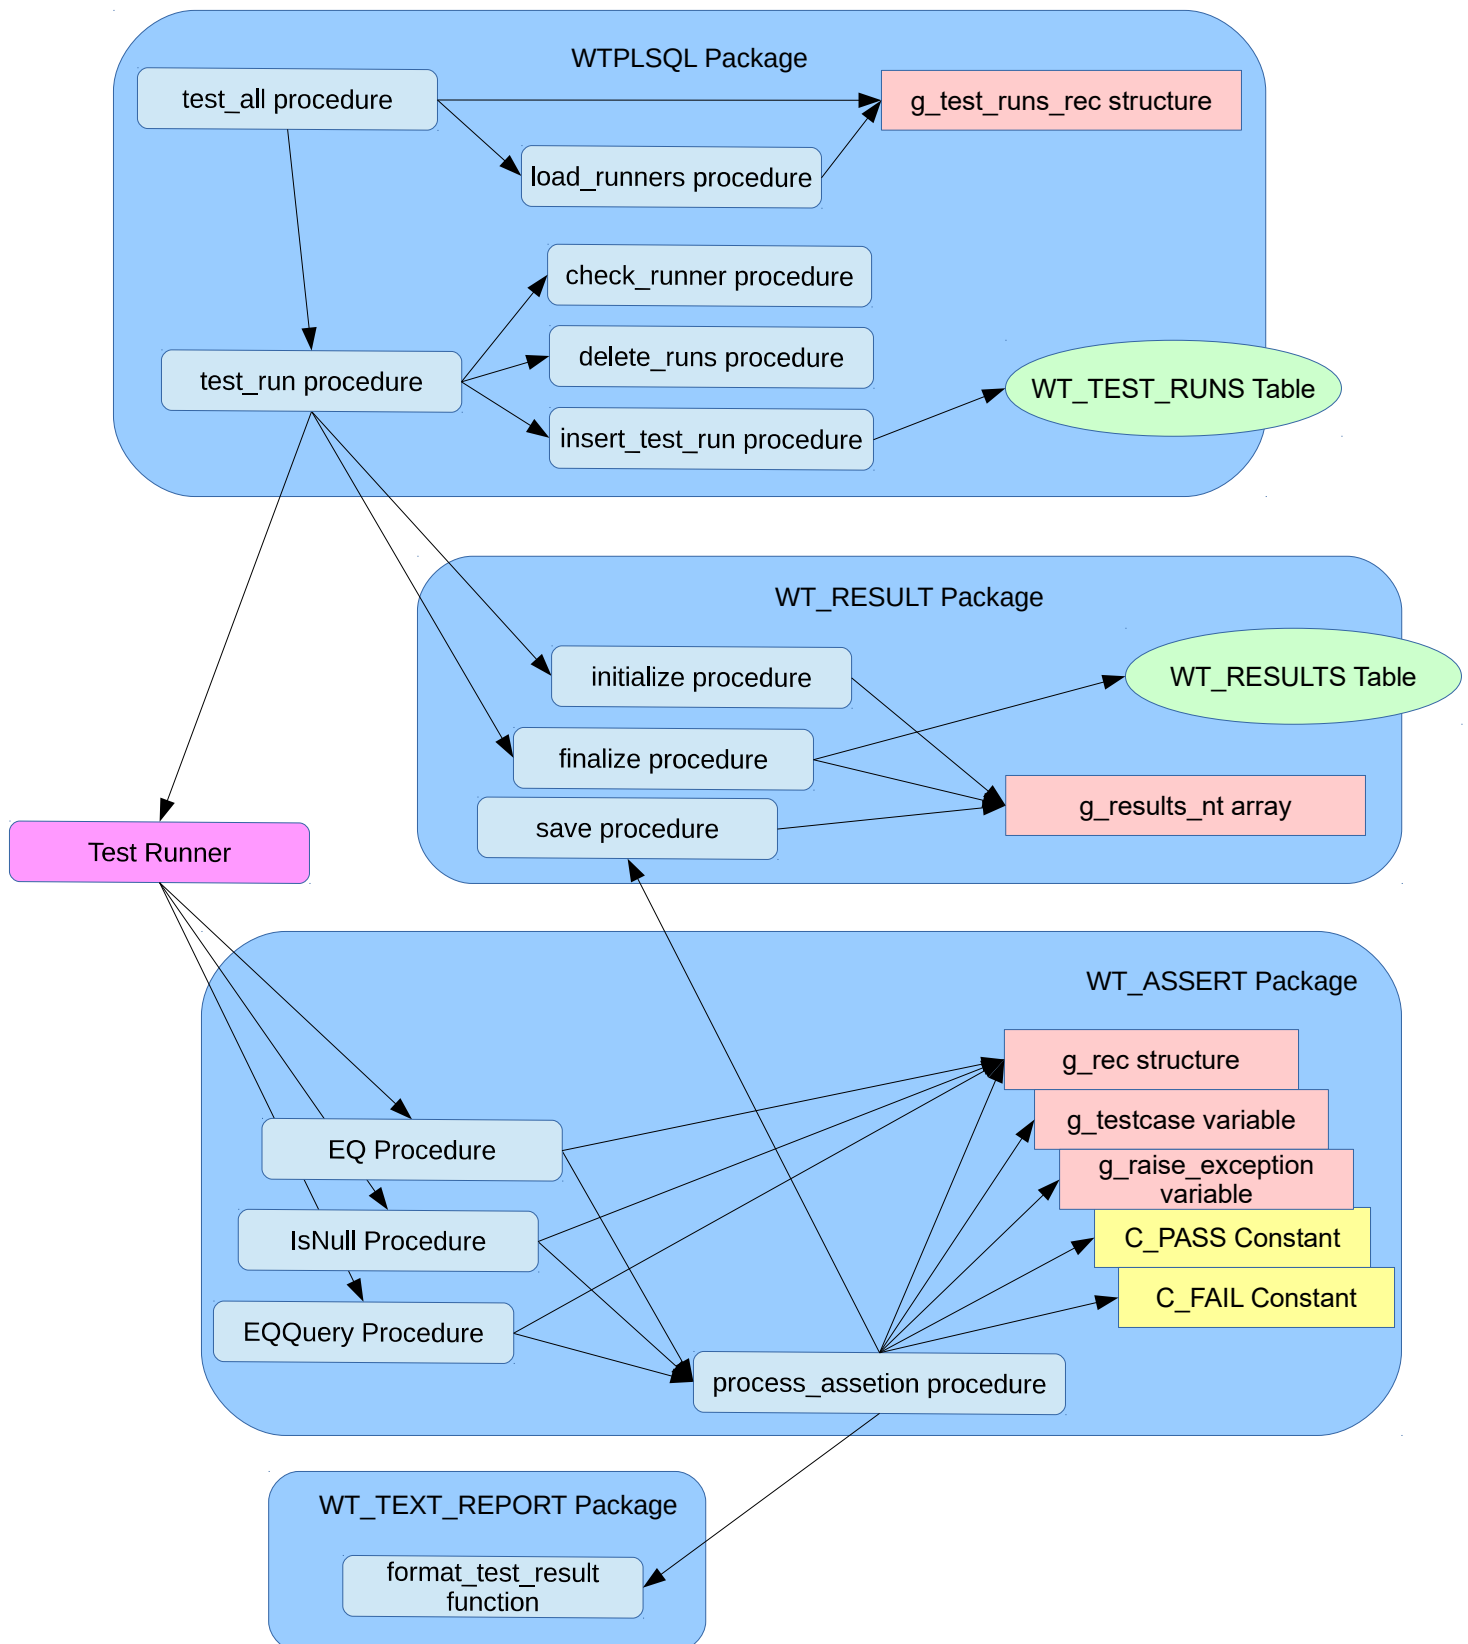 WTPLSQL Package
test_all procedure
g_test_runs_rec structure
load_runners procedure
check_runner procedure
delete_runs procedure
test_run procedure
WT_TEST_RUNS Table
insert_test_run procedure
WT_RESULT Package
initialize procedure
WT_RESULTS Table
finalize procedure
g_results_nt array
save procedure
Test Runner
WT_ASSERT Package
g_rec structure
g_testcase variable
EQ Procedure
g_raise_exception
variable
IsNull Procedure
C_PASS Constant
C_FAIL Constant
EQQuery Procedure
process_assetion procedure
WT_TEXT_REPORT Package
format_test_result
function